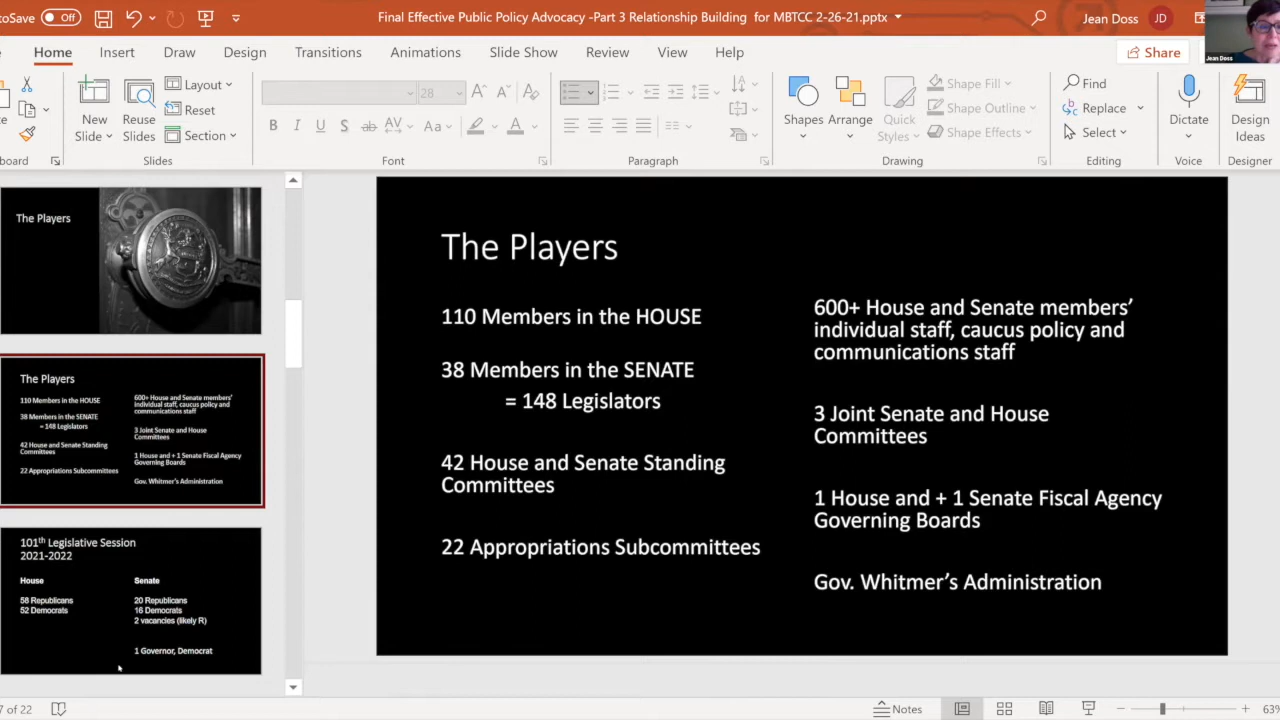 toSave Off
Final Effective Public Policy Advocacy -Part 3 Relationship Building for MBTCC 2-26-21.pptx
Jean Doss JD
Jean Doss
Home Insert Draw Design Transitions Animations Slide Show Review View Help
Share
New
Slide
Reuse
Slides
Layout
Reset
Section
28
B I U S ab AV Aa A
Shapes Arrange Quick
Styles
Shape Fill
Shape Outline
Shape Effects
Find
Replace
Select
Dictate
Design
Ideas
board Slides Font Paragraph Drawing Editing Voice Designer
The Players
The Players
110 Members in the HOUSE
38 Members in the SENATE
= 148 Legislators
42 House and Senate Standing
Committees
22 Appropriations Subcommittees
600+ House and Senate members'
individual staff, caucus policy and
communications staff
3 Joint Senate and House
Committees
1 House and + 1 Senate Fiscal Agency
Governing Boards
Gov. Whitmer's Administration
101th Legislative Session
2021-2022
House
58 Republicans
52 Democrats
Senate
20 Republicans
16 Democrats
2 vacancies (likely R)
1 Governor, Democrat
The Players
110 Members in the HOUSE
38 Members in the SENATE
= 148 Legislators
42 House and Senate Standing
Committees
22 Appropriations Subcommittees
600+ House and Senate members’
individual staff, caucus policy and
communications staff
3 Joint Senate and House
Committees
1 House and + 1 Senate Fiscal Agency
Governing Boards
Gov. Whitmer’s Administration
7 of 22
Notes
63%